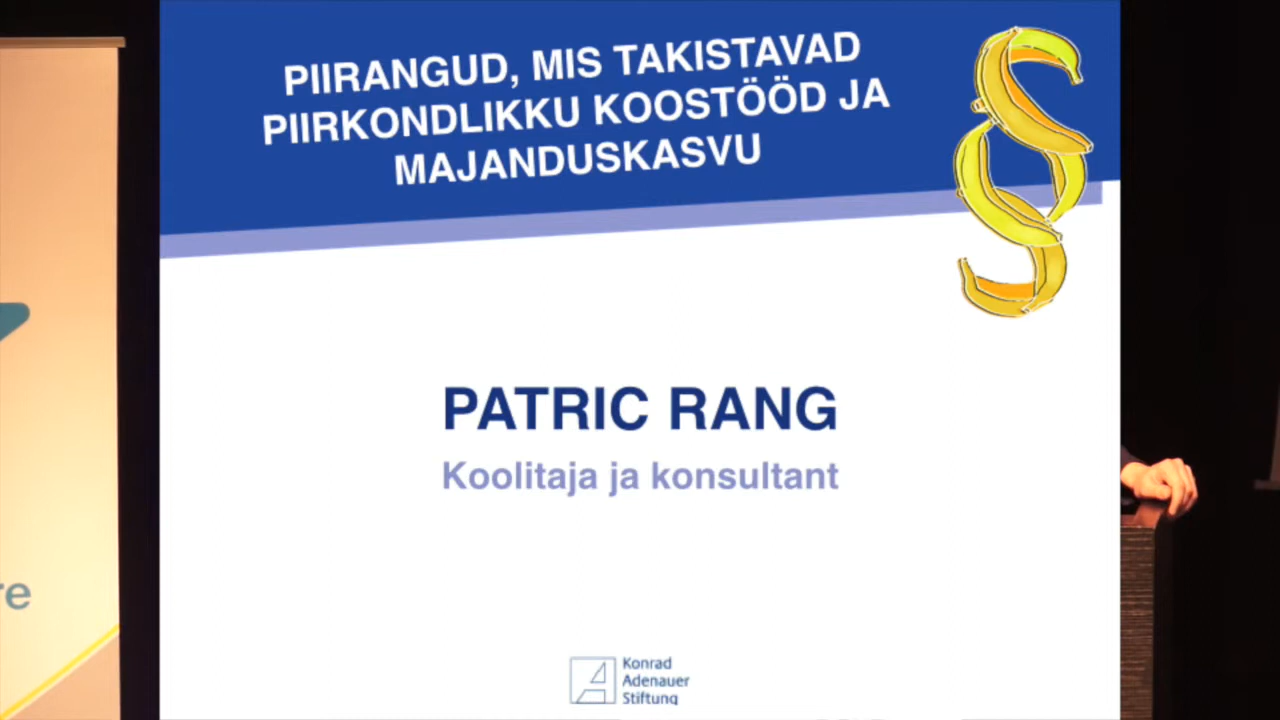 PIIRANGUD, MIS TAKISTAVAD
PIIRKONDLIKKU KOOSTÖÖD JA
MAJANDUSKASVU
PATRIC RANG
Koolitaja ja konsultant
Konrad
Adenauer
Stiftung